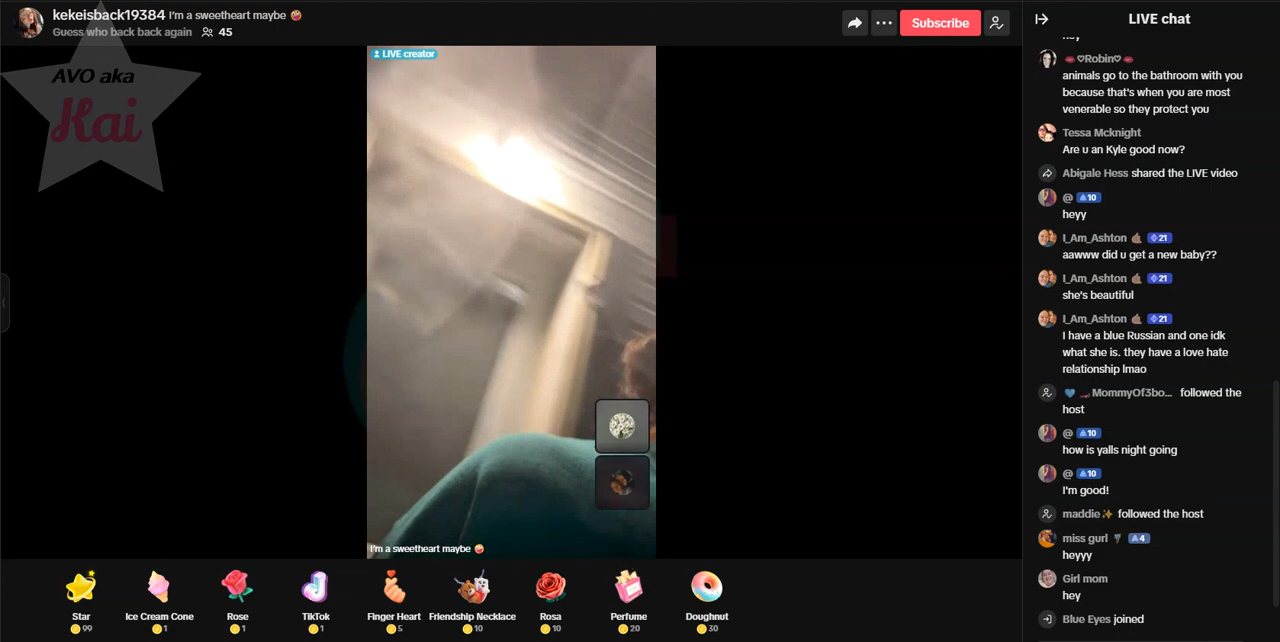 kekeisback19384 I'm a sweetheart maybe 🥰
Guess who back back again 45
Subscribe
LIVE chat
AVO aka
Kai
LIVE creator
I'm a sweetheart maybe
♡Robin♡
animals go to the bathroom with you
because that's when you are most
venerable so they protect you
Tessa Mcknight
Are u an Kyle good now?
Abigale Hess shared the LIVE video
@ 10
heyy
I_Am_Ashton 21
aawww did u get a new baby??
I_Am_Ashton 21
she's beautiful
I_Am_Ashton 21
I have a blue Russian and one idk
what she is. they have a love hate
relationship lmao
MommyOf3bo... followed the
host
@ 10
how is yalls night going
@ 10
I'm good!
maddie✨ followed the host
miss gurl 4
heyyy
Girl mom
hey
Blue Eyes joined
Star
99
Ice Cream Cone
1
Rose
1
TikTok
1
Finger Heart
5
Friendship Necklace
10
Rosa
10
Perfume
20
Doughnut
30